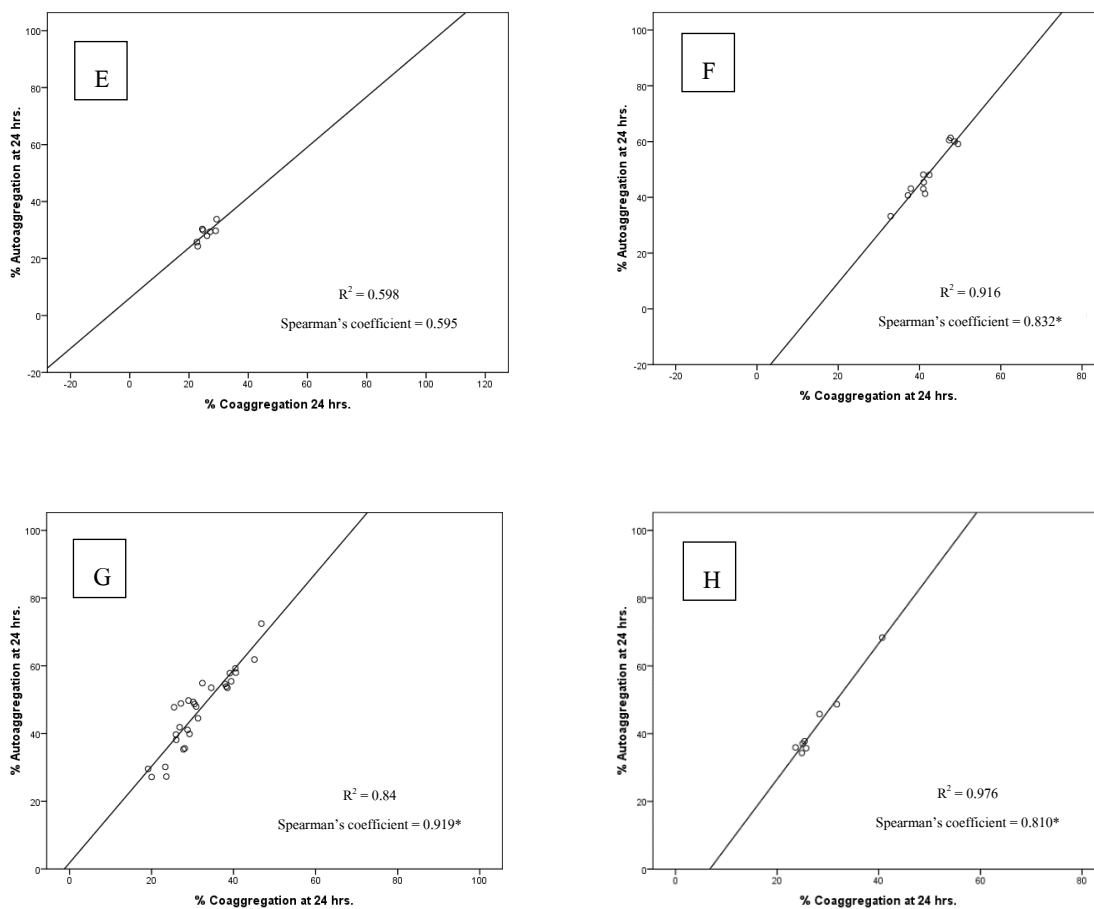 E
% Autoaggregation at 24 hrs.
100
80
60
40
20
0
-20
R² = 0.598
Spearman's coefficient = 0.595
-20 0 20 40 60 80 100 120
% Coaggregation 24 hrs.
F
% Autoaggregation at 24 hrs.
100
80
60
40
20
0
-20
R² = 0.916
Spearman's coefficient = 0.832*
-20 0 20 40 60 80
% Coaggregation at 24 hrs.
G
% Autoaggregation at 24 hrs.
100
80
60
40
20
0
R² = 0.84
Spearman's coefficient = 0.919*
0 20 40 60 80 100
% Coaggregation at 24 hrs.
H
% Autoaggregation at 24 hrs.
100
80
60
40
20
0
R² = 0.976
Spearman's coefficient = 0.810*
0 20 40 60 80
% Coaggregation at 24 hrs.